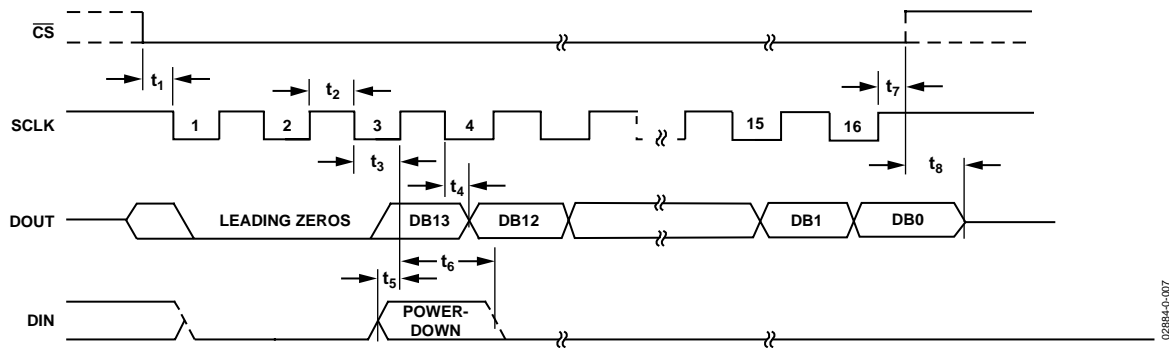 CS
t1
t2
t7
SCLK
1
2
3
4
15
16
t3
t4
t8
DOUT
LEADING ZEROS
DB13
DB12
DB1
DB0
t6
t5
DIN
POWER-
DOWN
02884-0-007